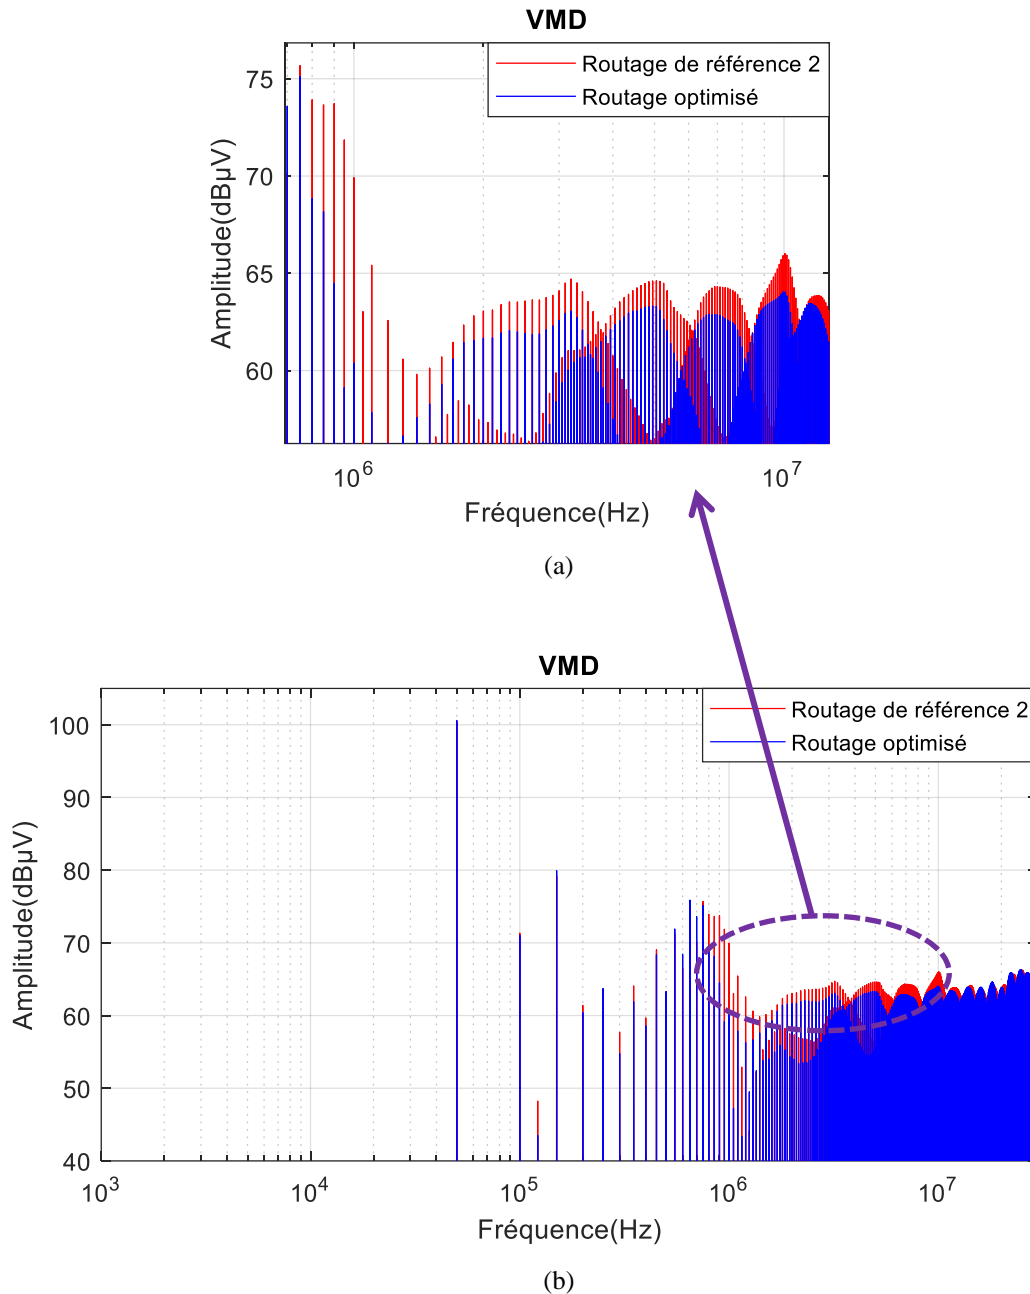 VMD
Routage de référence 2
Routage optimisé
75
70
65
60
Amplitude(dBµV)
10^6
10^7
Fréquence(Hz)
(a)
VMD
Routage de référence 2
Routage optimisé
100
90
80
70
60
50
40
Amplitude(dBµV)
10^3
10^4
10^5
10^6
10^7
Fréquence(Hz)
(b)